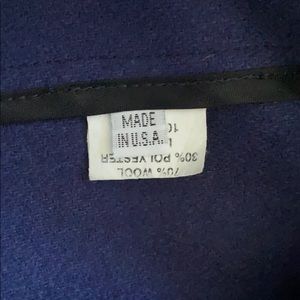 MADE
IN U.S.A.
70% WOOL
30% POLYESTER